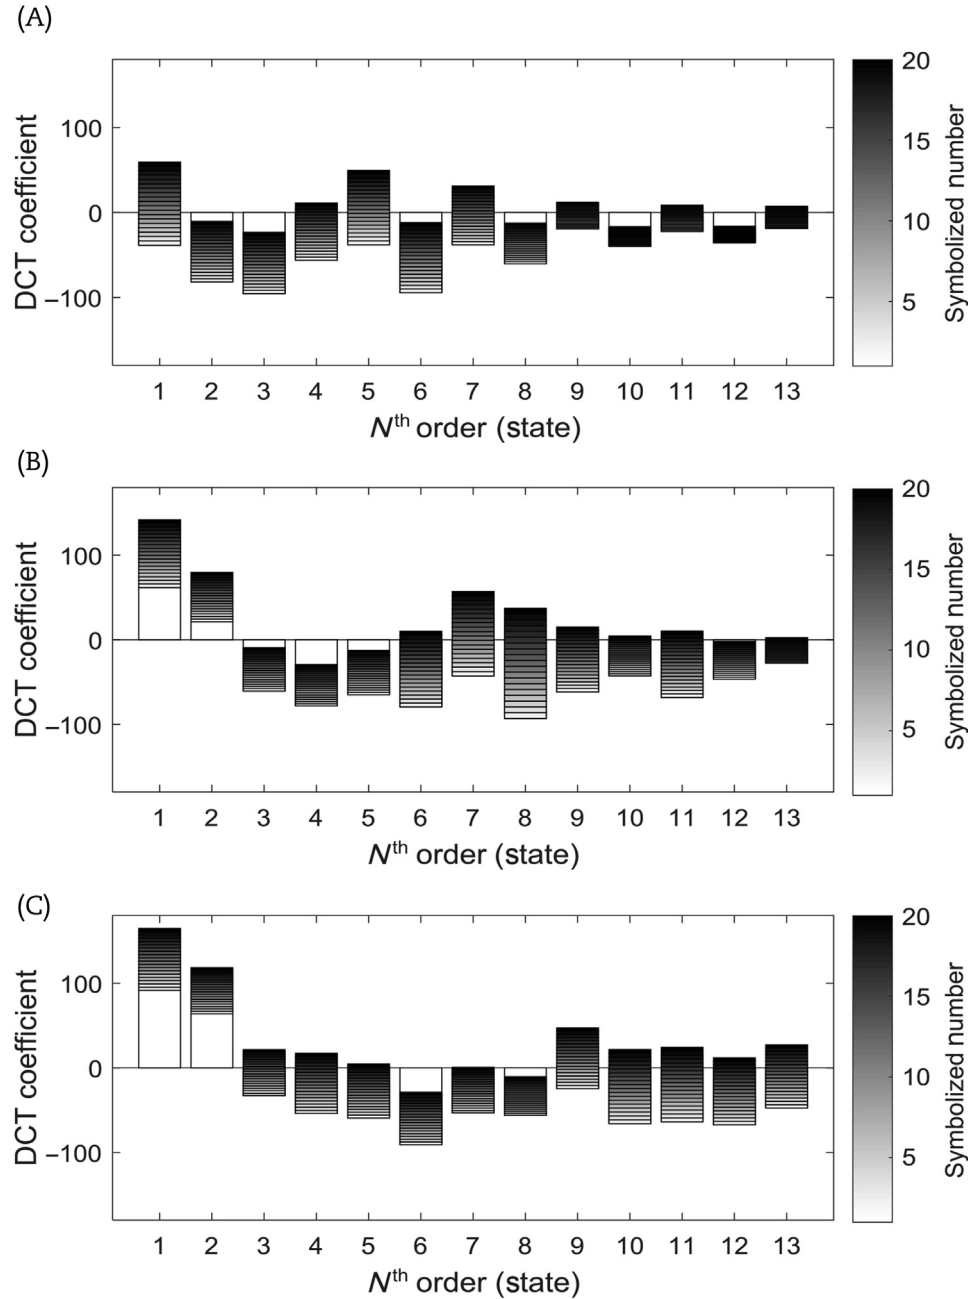 (A)
DCT coefficient
100
0
−100
1 2 3 4 5 6 7 8 9 10 11 12 13
Nth order (state)
20
15
10
5
Symbolized number
(B)
DCT coefficient
100
0
−100
1 2 3 4 5 6 7 8 9 10 11 12 13
Nth order (state)
20
15
10
5
Symbolized number
(C)
DCT coefficient
100
0
−100
1 2 3 4 5 6 7 8 9 10 11 12 13
Nth order (state)
20
15
10
5
Symbolized number